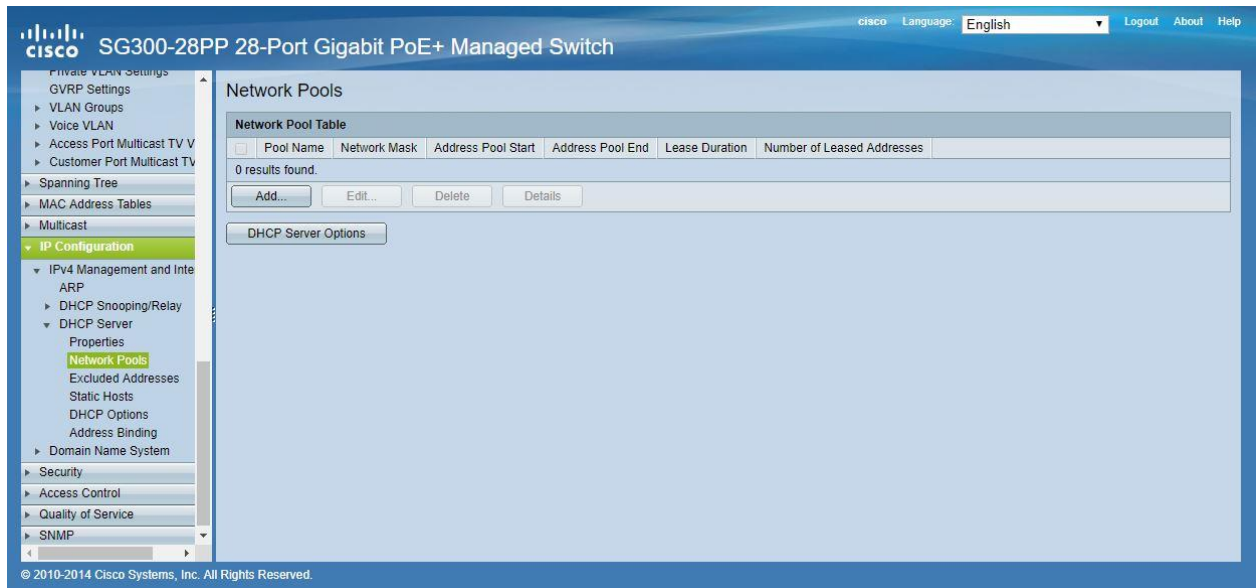 cisco Language: English Logout About Help
cisco SG300-28PP 28-Port Gigabit PoE+ Managed Switch
Private VLAN Settings
GVRP Settings
VLAN Groups
Voice VLAN
Access Port Multicast TV V
Customer Port Multicast TV
Spanning Tree
MAC Address Tables
Multicast
IP Configuration
IPv4 Management and Inte
ARP
DHCP Snooping/Relay
DHCP Server
Properties
Network Pools
Excluded Addresses
Static Hosts
DHCP Options
Address Binding
Domain Name System
Security
Access Control
Quality of Service
SNMP
Network Pools
Network Pool Table
Pool Name Network Mask Address Pool Start Address Pool End Lease Duration Number of Leased Addresses
0 results found.
Add... Edit... Delete Details
DHCP Server Options
© 2010-2014 Cisco Systems, Inc. All Rights Reserved.